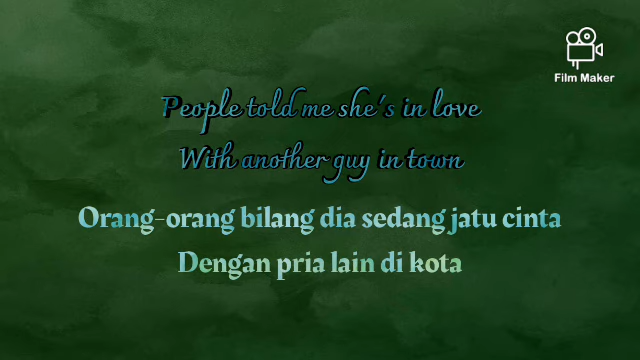 Film Maker
People told me she's in love
With another guy in town
Orang-orang bilang dia sedang jatu cinta
Dengan pria lain di kota